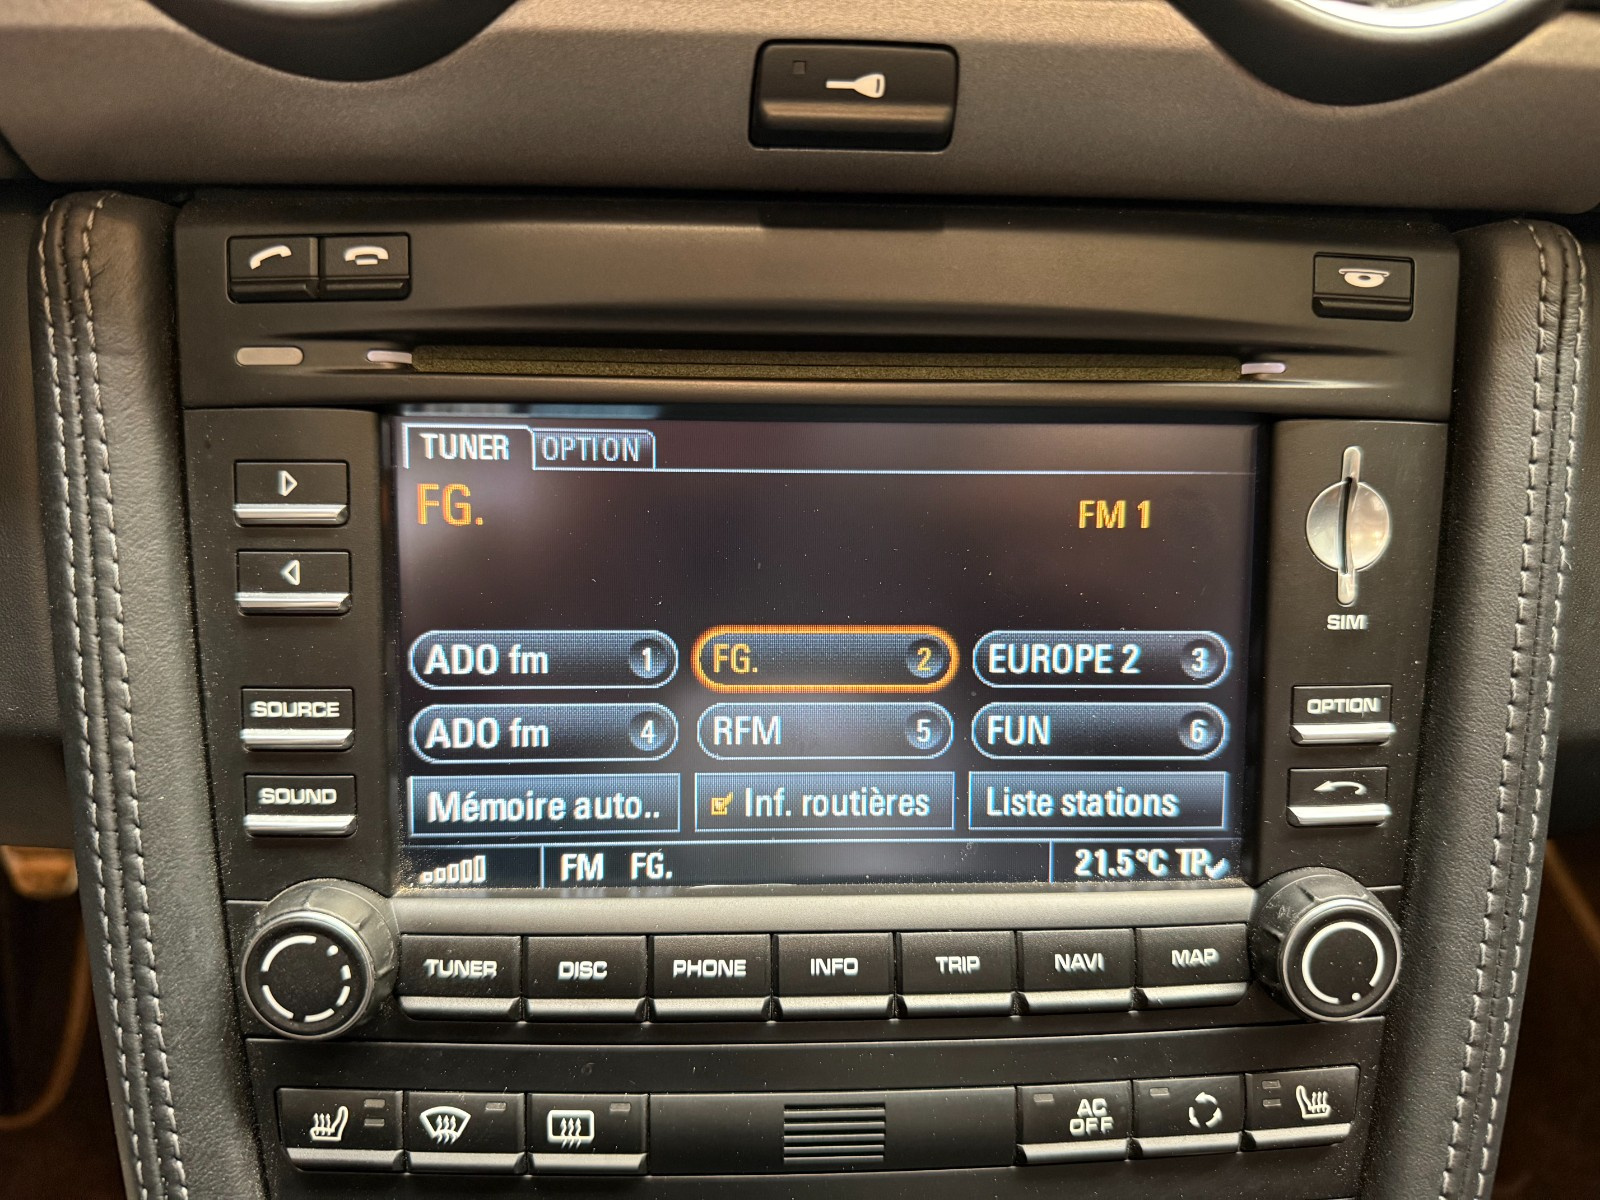 TUNER OPTION
FG. FM 1
SIM
ADO fm 1 FG. 2 EUROPE 2 3
SOURCE OPTION
ADO fm 4 RFM 5 FUN 6
SOUND
Mémoire auto.. Inf. routières Liste stations
FM FG. 21.5°C TP
TUNER DISC PHONE INFO TRIP NAVI MAP
AC
OFF